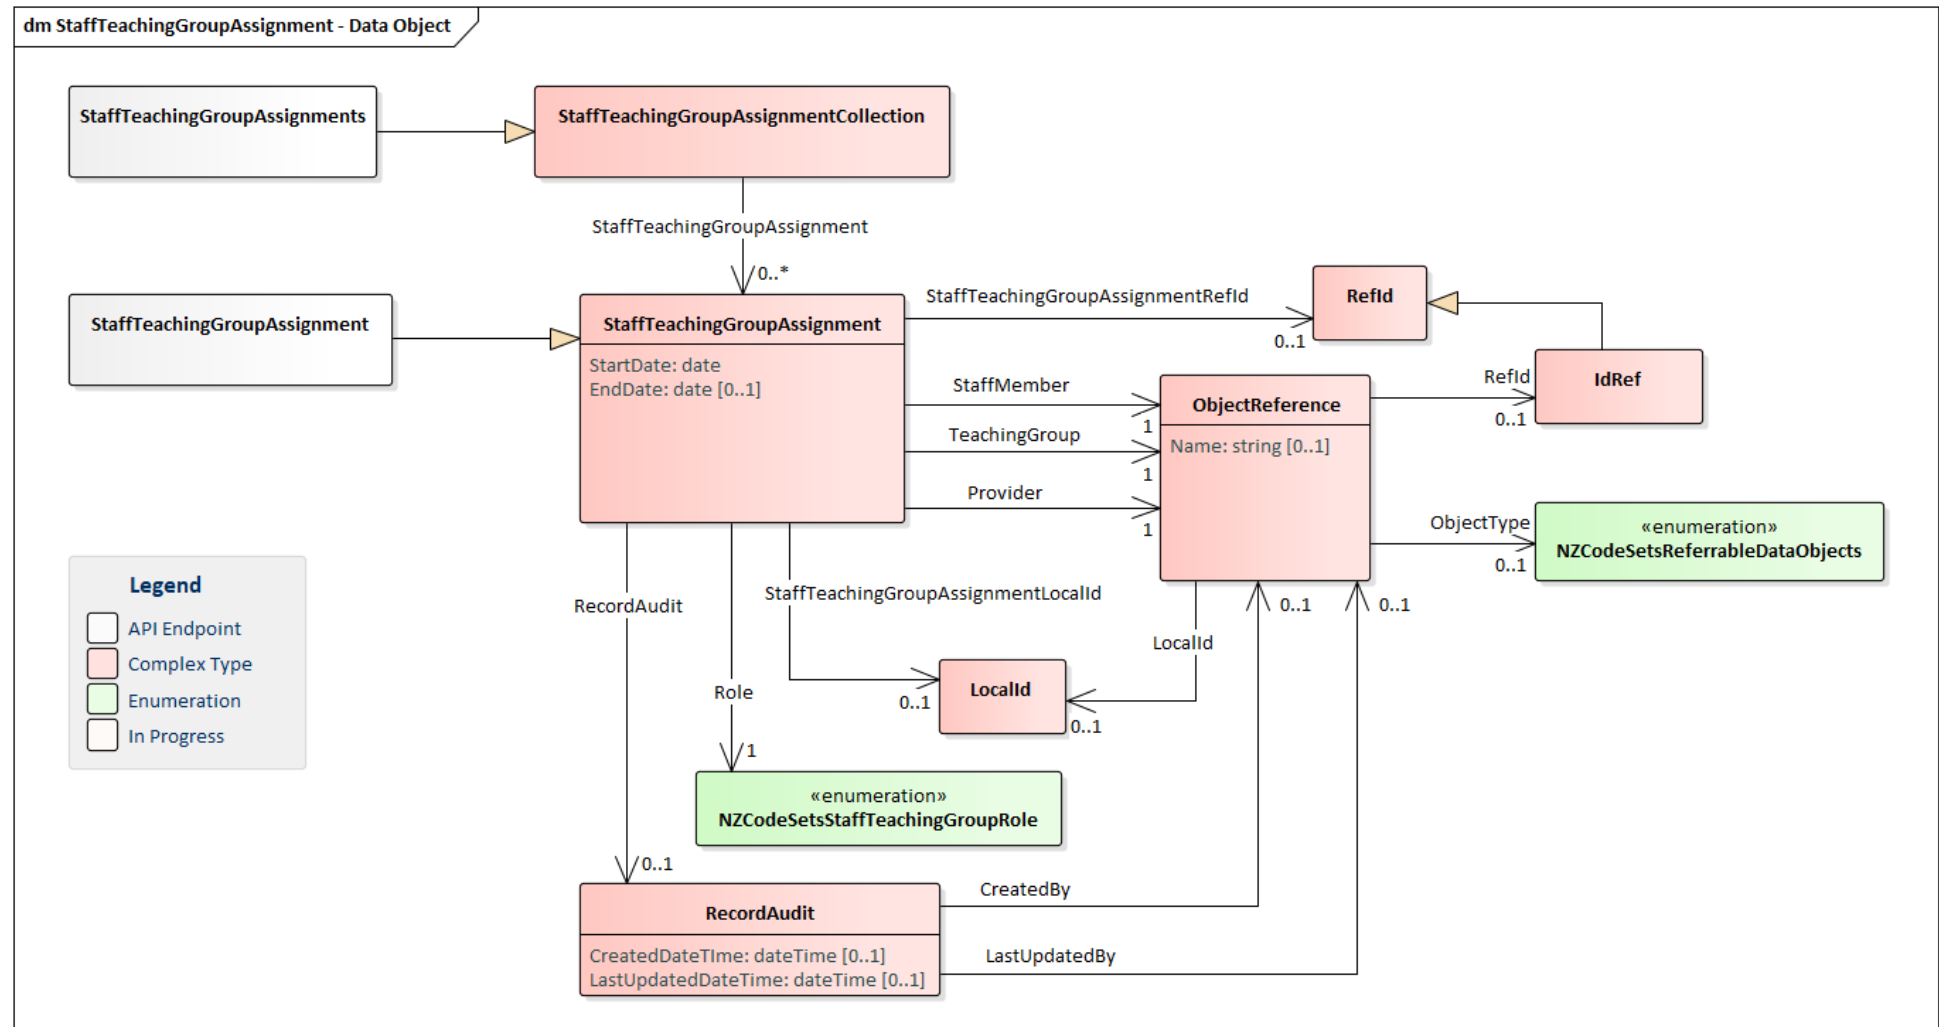 dm StaffTeachingGroupAssignment - Data Object
StaffTeachingGroupAssignments
StaffTeachingGroupAssignmentCollection
StaffTeachingGroupAssignment
0..*
StaffTeachingGroupAssignment
StaffTeachingGroupAssignment
StartDate: date
EndDate: date [0..1]
StaffTeachingGroupAssignmentRefId
0..1
RefId
IdRef
RefId
0..1
StaffMember
1
TeachingGroup
1
Provider
1
ObjectReference
Name: string [0..1]
ObjectType
0..1
«enumeration»
NZCodeSetsReferrableDataObjects
Legend
API Endpoint
Complex Type
Enumeration
In Progress
RecordAudit
StaffTeachingGroupAssignmentLocalId
0..1
0..1
LocalId
Role
0..1
LocalId
0..1
1
«enumeration»
NZCodeSetsStaffTeachingGroupRole
0..1
RecordAudit
CreatedDateTIme: dateTime [0..1]
LastUpdatedDateTime: dateTime [0..1]
CreatedBy
LastUpdatedBy